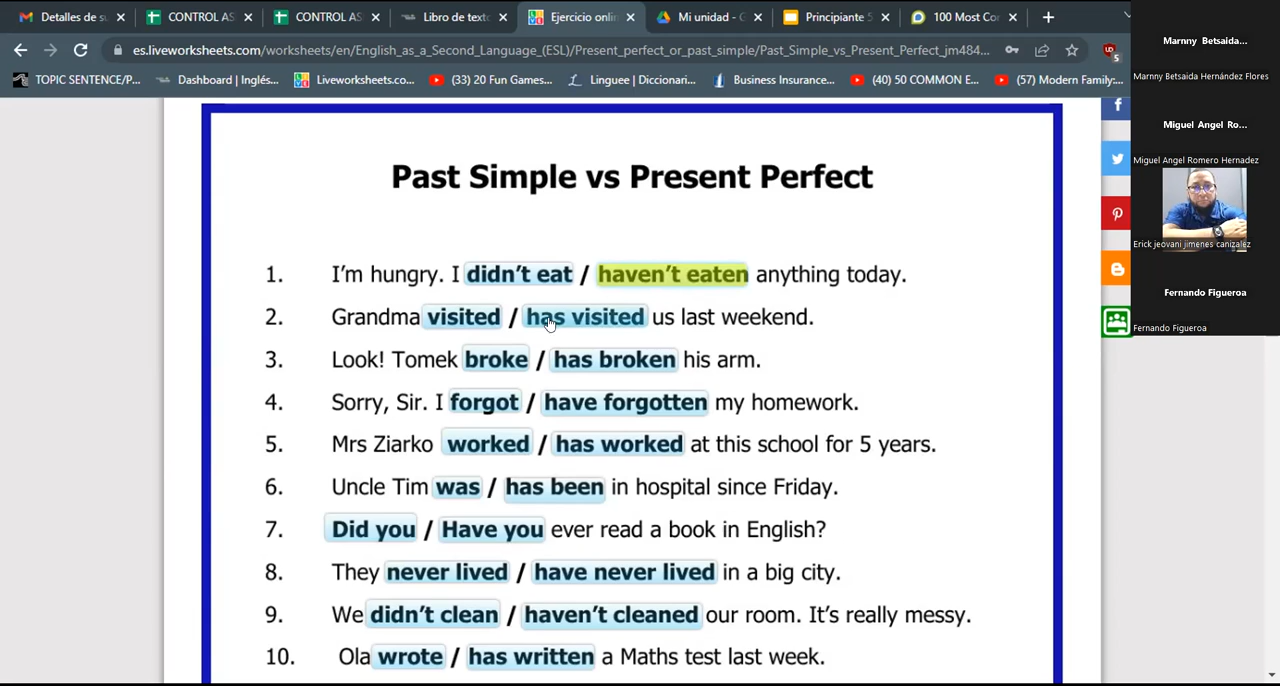 Detalles de su
CONTROL AS
CONTROL AS
Libro de texto
Ejercicio onlin
Mi unidad - G
Principiante 5
100 Most Co
es.liveworksheets.com/worksheets/en/English_as_a_Second_Language_(ESL)/Present_perfect_or_past_simple/Past_Simple_vs_Present_Perfect_jm484...
TOPIC SENTENCE/P...
Dashboard | Inglés...
Liveworksheets.co...
(33) 20 Fun Games...
Linguee | Diccionari...
Business Insurance...
(40) 50 COMMON E...
(57) Modern Family:...
Past Simple vs Present Perfect
1. I'm hungry. I didn't eat / haven't eaten anything today.
2. Grandma visited / has visited us last weekend.
3. Look! Tomek broke / has broken his arm.
4. Sorry, Sir. I forgot / have forgotten my homework.
5. Mrs Ziarko worked / has worked at this school for 5 years.
6. Uncle Tim was / has been in hospital since Friday.
7. Did you / Have you ever read a book in English?
8. They never lived / have never lived in a big city.
9. We didn't clean / haven't cleaned our room. It's really messy.
10. Ola wrote / has written a Maths test last week.
Marnny Betsaida...
Marnny Betsaida Hernández Flores
Miguel Angel Ro...
Miguel Angel Romero Hernadez
Erick jeovani jimenes canizalez
Fernando Figueroa
Fernando Figueroa